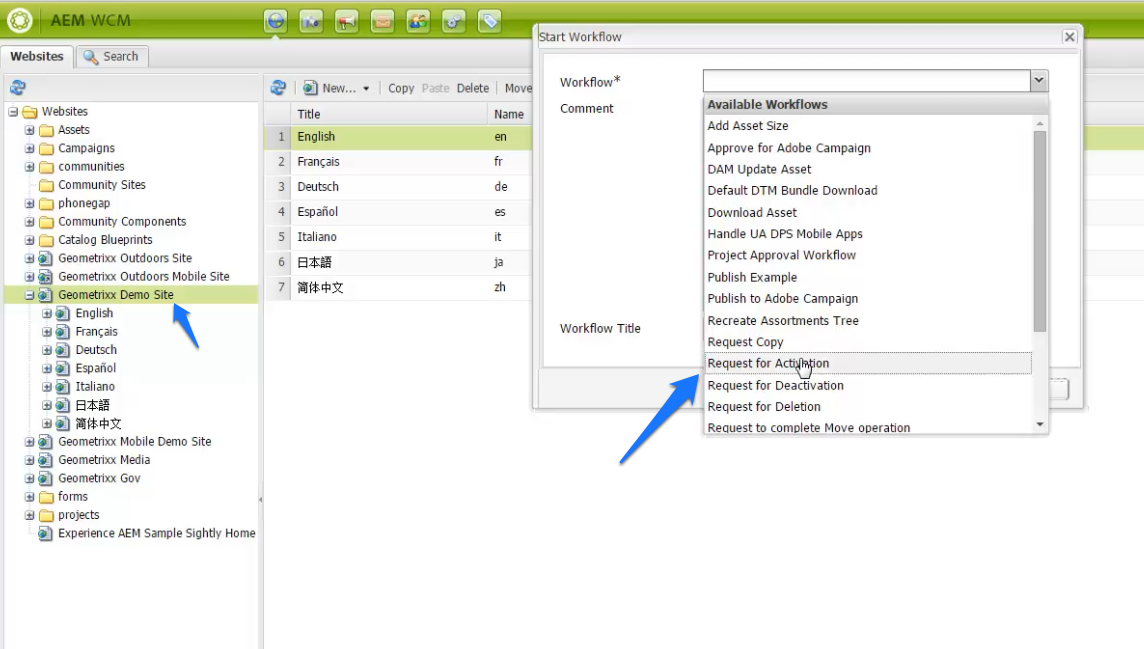 AEM WCM
Websites
Search
Websites
Assets
Campaigns
communities
Community Sites
phonegap
Community Components
Catalog Blueprints
Geometrixx Outdoors Site
Geometrixx Outdoors Mobile Site
Geometrixx Demo Site
English
Français
Deutsch
Español
Italiano
日本語
简体中文
Geometrixx Mobile Demo Site
Geometrixx Media
Geometrixx Gov
forms
projects
Experience AEM Sample Sightly Home
New... Copy Paste Delete Move
Title Name
1 English en
2 Français fr
3 Deutsch de
4 Español es
5 Italiano it
6 日本語 ja
7 简体中文 zh
Start Workflow
Workflow*
Comment
Workflow Title
Available Workflows
Add Asset Size
Approve for Adobe Campaign
DAM Update Asset
Default DTM Bundle Download
Download Asset
Handle UA DPS Mobile Apps
Project Approval Workflow
Publish Example
Publish to Adobe Campaign
Recreate Assortments Tree
Request Copy
Request for Activation
Request for Deactivation
Request for Deletion
Request to complete Move operation